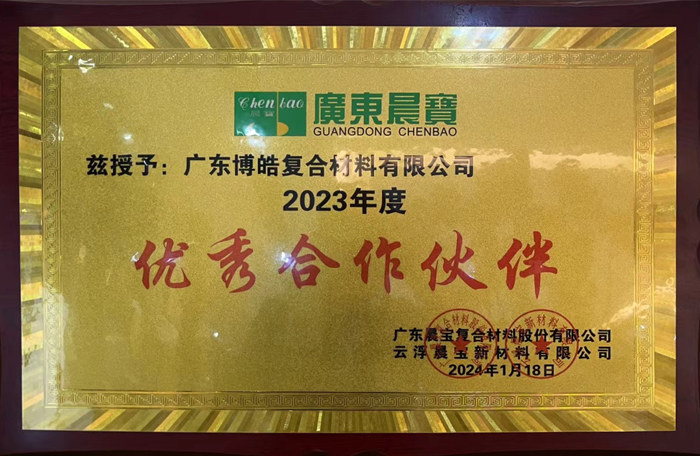 Chen bao
廣東晨寶
GUANGDONG CHENBAO
兹授予：广东博皓复合材料有限公司
2023年度
优秀合作伙伴
广东晨宝复合材料股份有限公司
云浮晨宝新材料有限公司
2024年1月18日